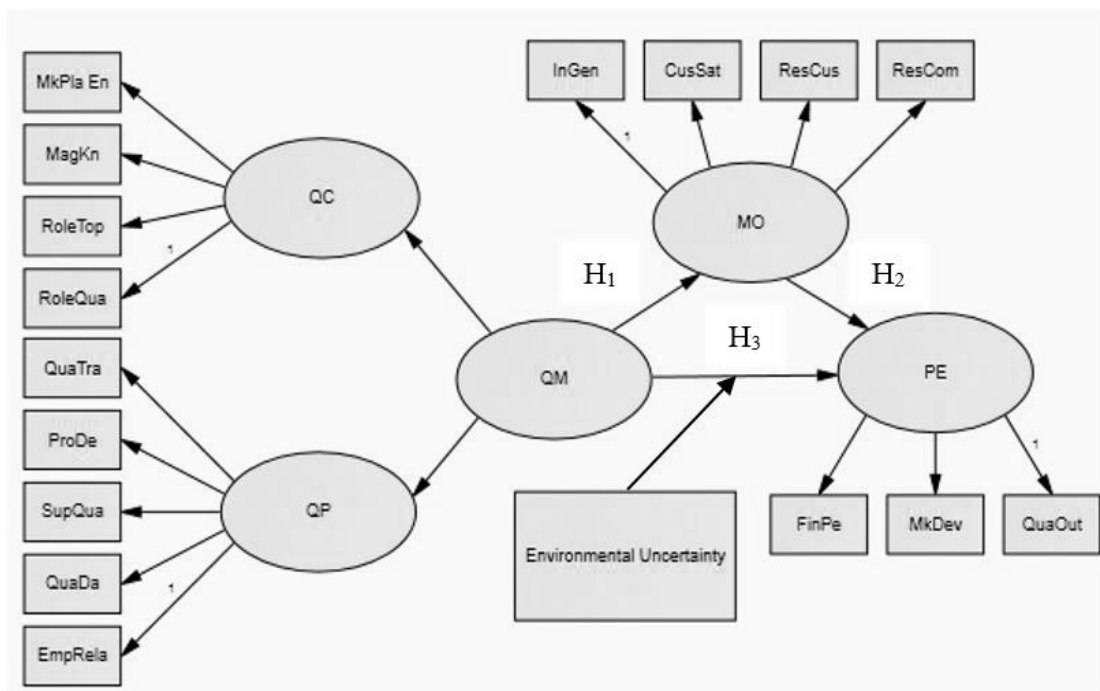 MkPla En
MagKn
RoleTop
RoleQua
1
QC
InGen
CusSat
ResCus
ResCom
1
MO
H₁
H₂
H₃
QM
PE
QuaTra
ProDe
SupQua
QuaDa
EmpRela
1
QP
Environmental Uncertainty
1
FinPe
MkDev
QuaOut